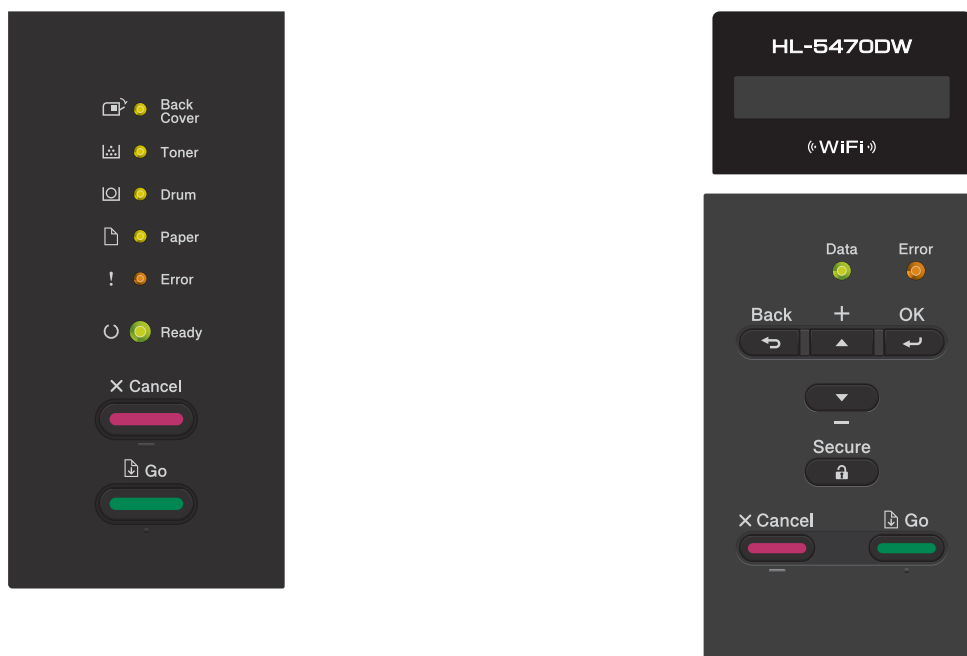 Back
Cover
Toner
Drum
Paper
! Error
Ready
Cancel
Go
HL-5470DW
WiFi
Data Error
Back + OK
Secure
Cancel Go